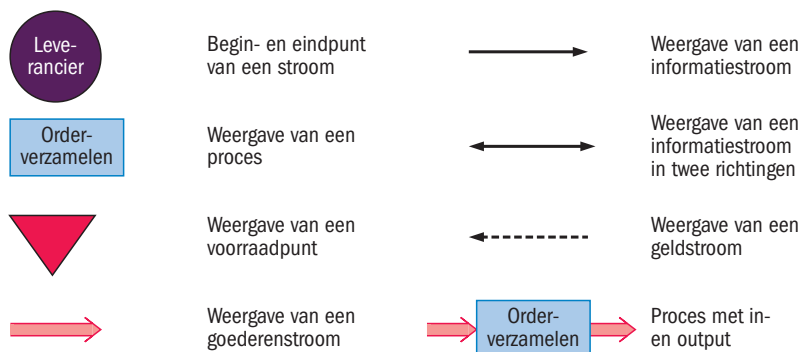 Leve-
rancier
Begin- en eindpunt
van een stroom
Weergave van een
informatiestroom
Order-
verzamelen
Weergave van een
proces
Weergave van een
informatiestroom
in twee richtingen
Weergave van een
voorraadpunt
Weergave van een
geldstroom
Weergave van een
goederenstroom
Order-
verzamelen
Proces met in-
en output